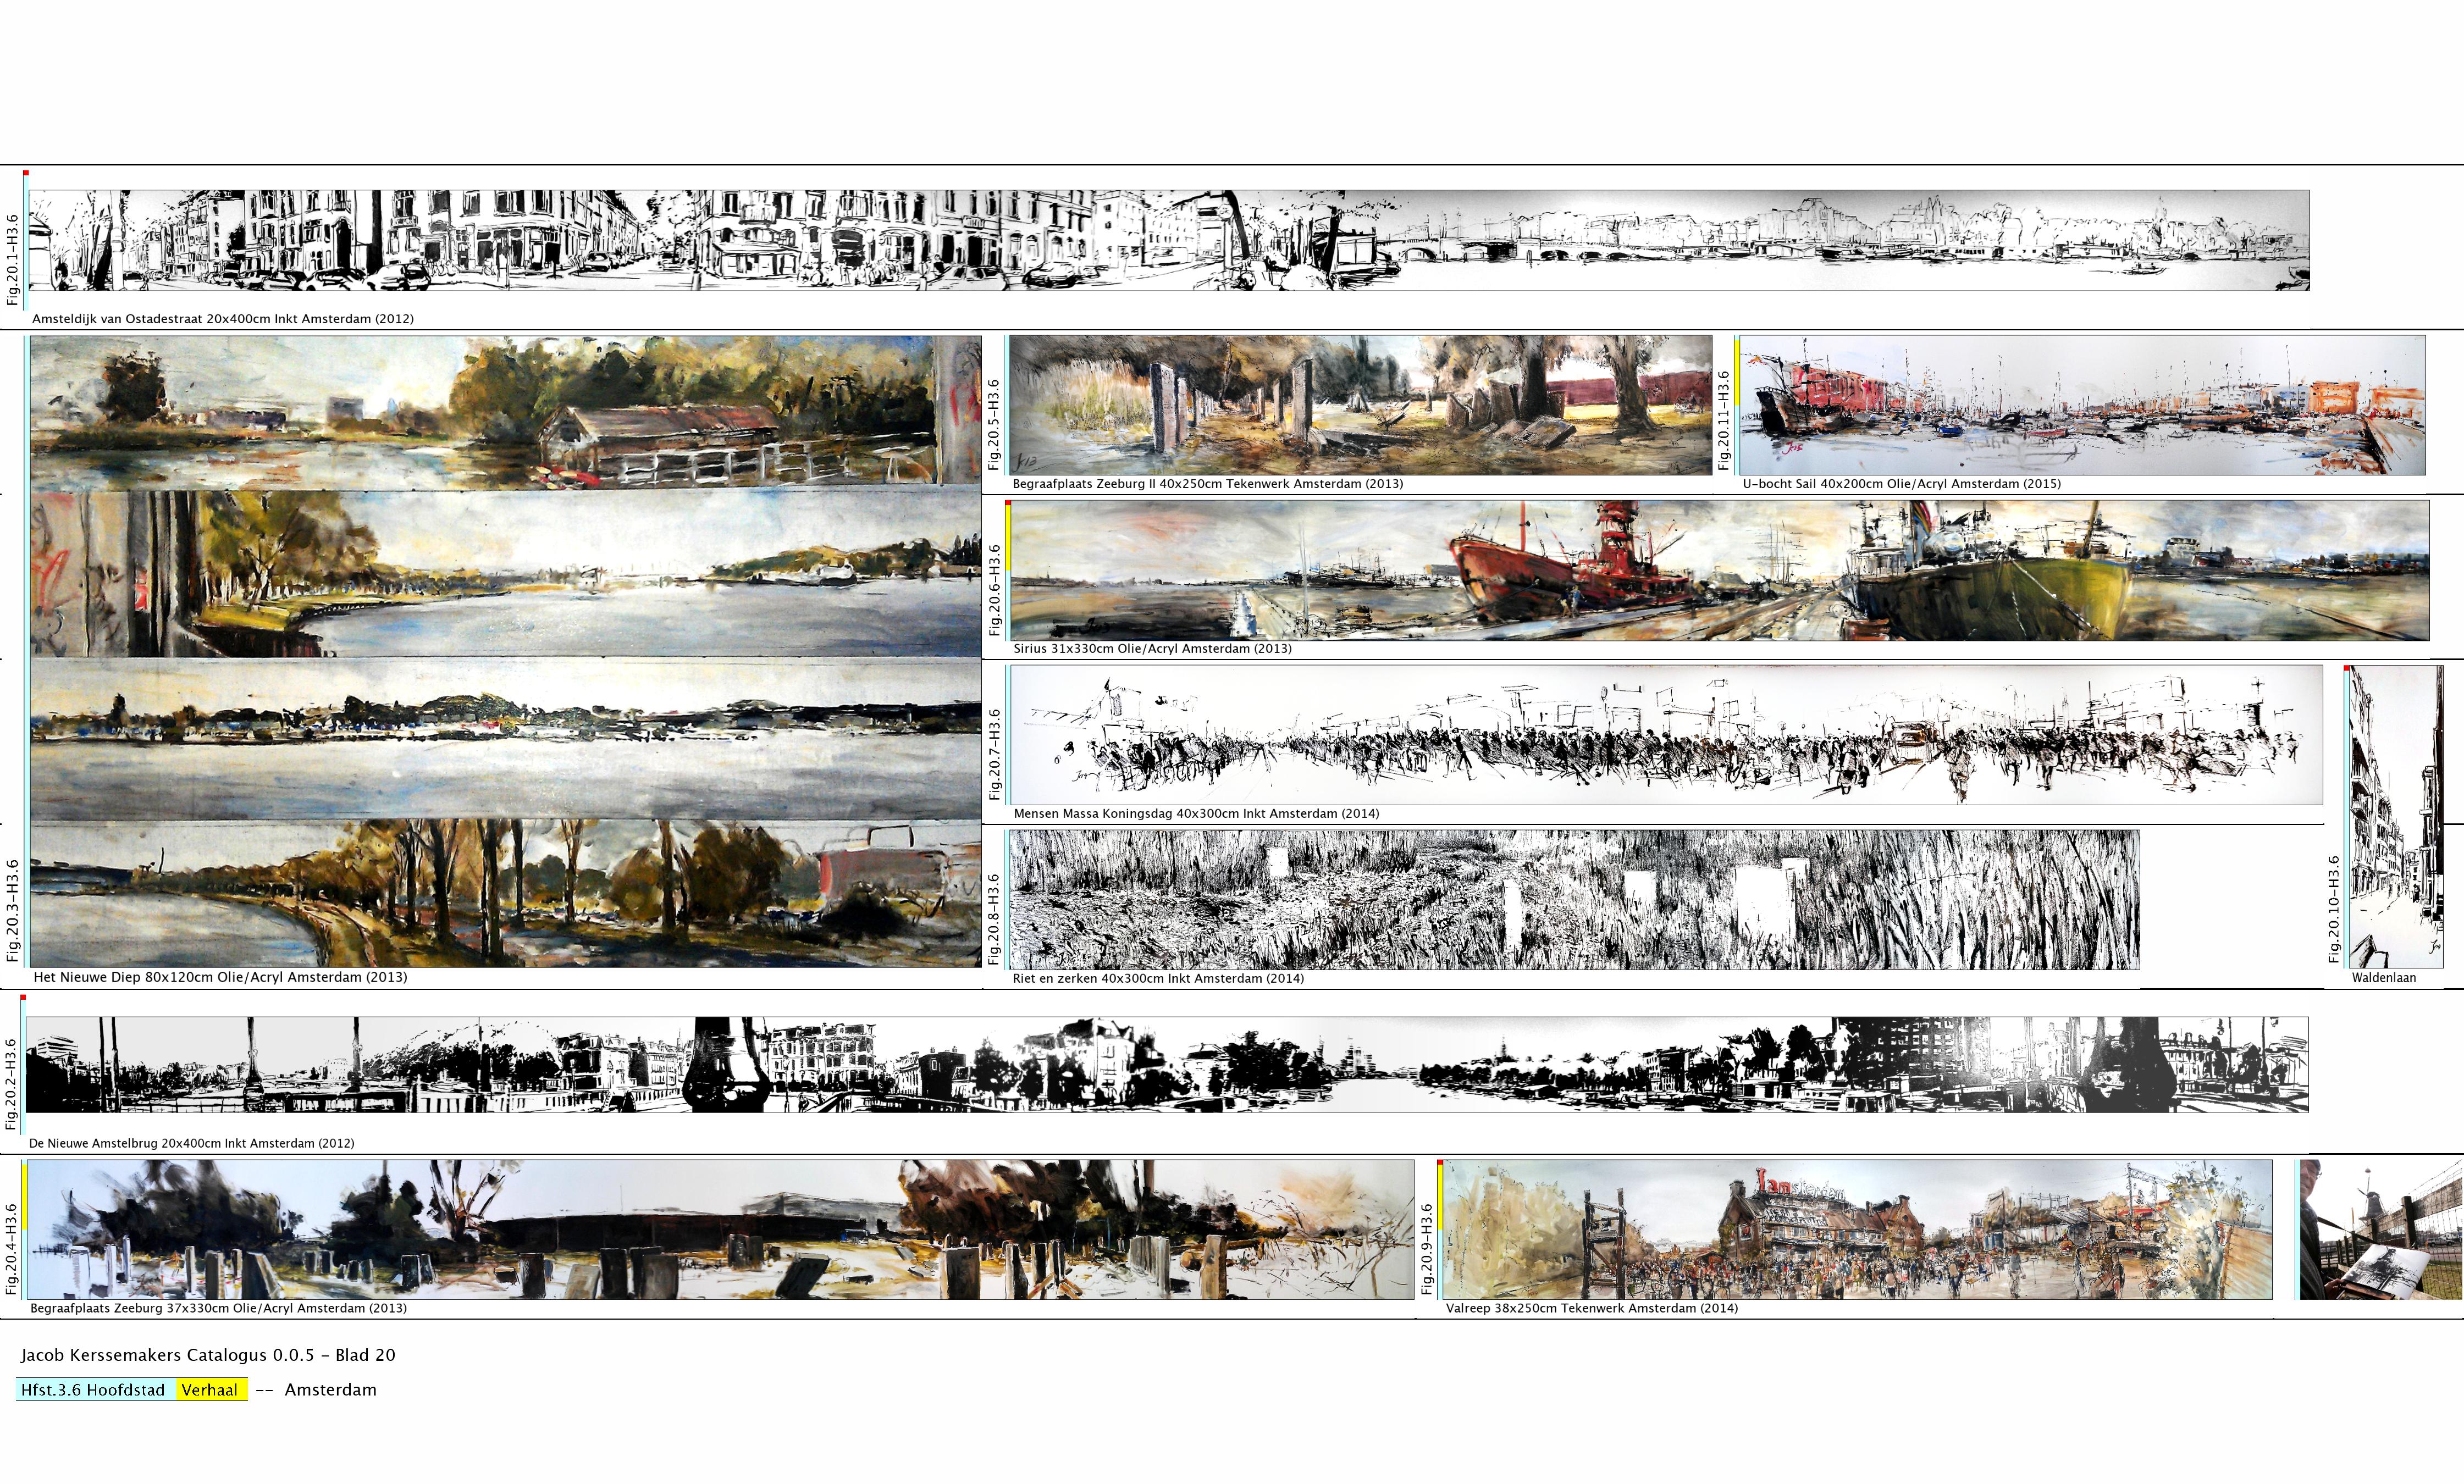 Fig.20.1-H3.6
Amsteldijk van Ostadestraat 20x400cm Inkt Amsterdam (2012)
Fig.20.3-H3.6
Het Nieuwe Diep 80x120cm Olie/Acryl Amsterdam (2013)
Fig.20.5-H3.6
Begraafplaats Zeeburg II 40x250cm Tekenwerk Amsterdam (2013)
Fig.20.11-H3.6
U-bocht Sail 40x200cm Olie/Acryl Amsterdam (2015)
Fig.20.6-H3.6
Sirius 31x330cm Olie/Acryl Amsterdam (2013)
Fig.20.7-H3.6
Mensen Massa Koningsdag 40x300cm Inkt Amsterdam (2014)
Fig.20.8-H3.6
Riet en zerken 40x300cm Inkt Amsterdam (2014)
Fig.20.10-H3.6
Waldenlaan
Fig.20.2-H3.6
De Nieuwe Amstelbrug 20x400cm Inkt Amsterdam (2012)
Fig.20.4-H3.6
Begraafplaats Zeeburg 37x330cm Olie/Acryl Amsterdam (2013)
Fig.20.9-H3.6
Iamsterdam
Valreep 38x250cm Tekenwerk Amsterdam (2014)
Jacob Kerssemakers Catalogus 0.0.5 - Blad 20
Hfst.3.6 Hoofdstad Verhaal -- Amsterdam